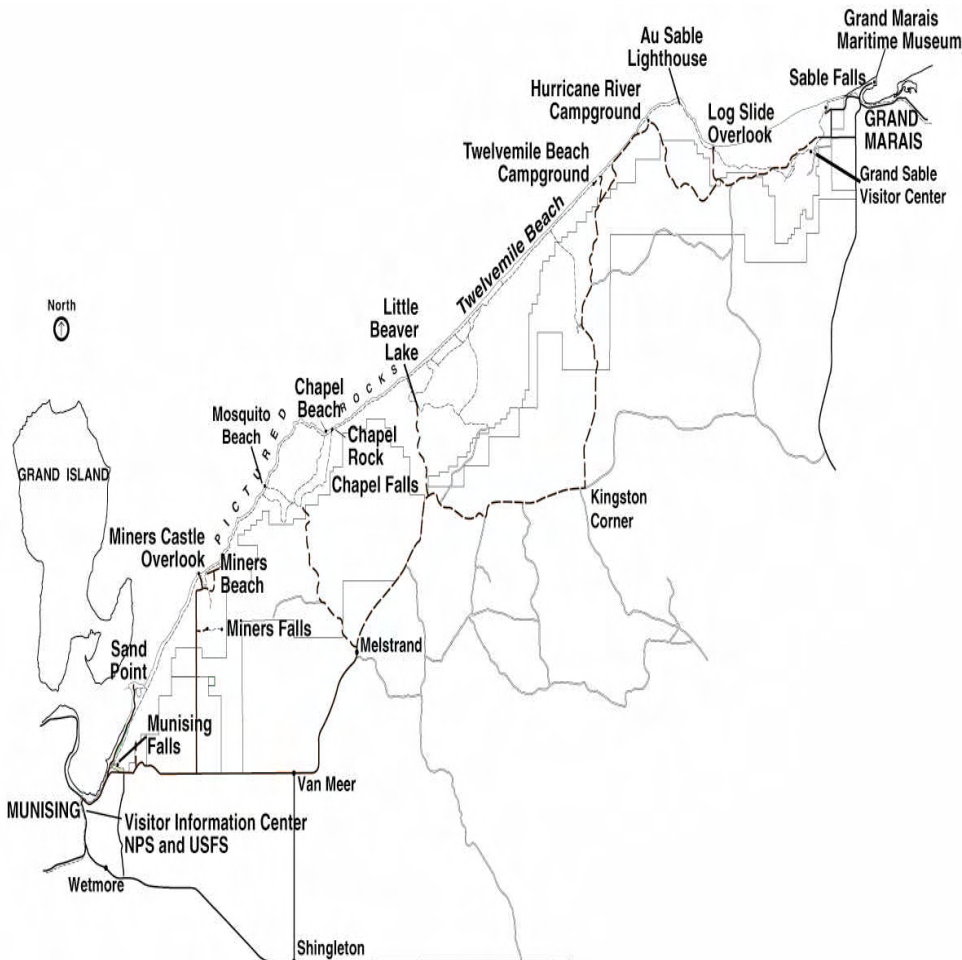 Grand Marais
Maritime Museum
Au Sable
Lighthouse
Sable Falls
Hurricane River
Campground
Log Slide
Overlook
GRAND
MARAIS
Twelvemile Beach
Campground
Grand Sable
Visitor Center
Twelvemile Beach
North
Little
Beaver
Lake
PICTURED ROCKS
Chapel
Beach
Mosquito
Beach
Chapel
Rock
GRAND ISLAND
Chapel Falls
Kingston
Corner
Miners Castle
Overlook
Miners
Beach
Miners Falls
Sand
Point
Melstrand
Munising
Falls
Van Meer
MUNISING
Visitor Information Center
NPS and USFS
Wetmore
Shingleton